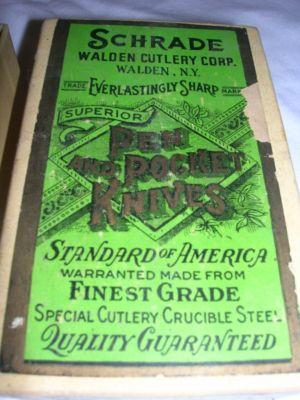 SCHRADE
WALDEN CUTLERY CORP.
WALDEN, N.Y.
TRADE EVERLASTINGLY SHARP MARK
SUPERIOR
PEN
AND POCKET
KNIVES
STANDARD OF AMERICA
WARRANTED MADE FROM
FINEST GRADE
SPECIAL CUTLERY CRUCIBLE STEEL
QUALITY GUARANTEED